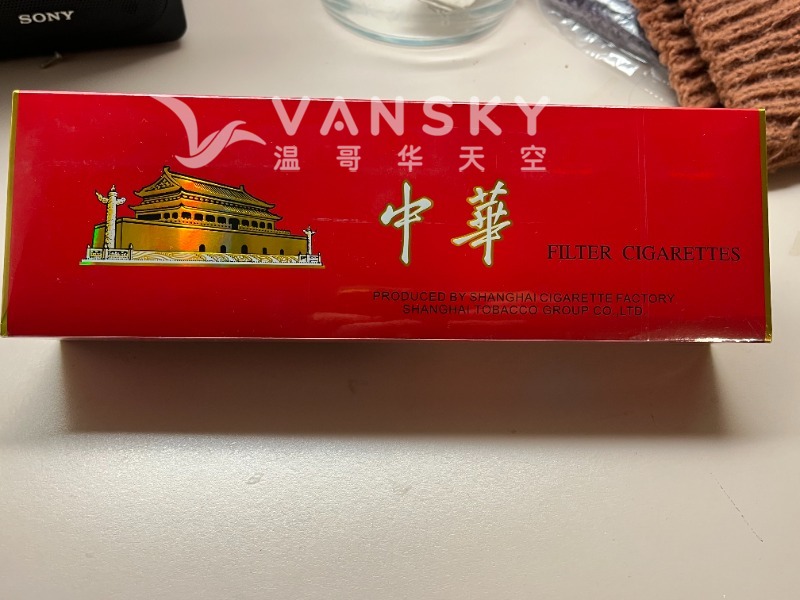 SONY
VANSKY
温哥华天空
中華
FILTER CIGARETTES
PRODUCED BY SHANGHAI CIGARETTE FACTORY
SHANGHAI TOBACCO GROUP CO. LTD.